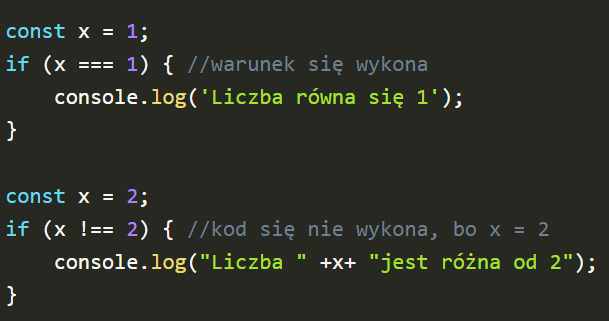 const x = 1;
if (x === 1) { //warunek się wykona
    console.log('Liczba równa się 1');
}

const x = 2;
if (x !== 2) { //kod się nie wykona, bo x = 2
    console.log("Liczba " +x+ "jest różna od 2");
}